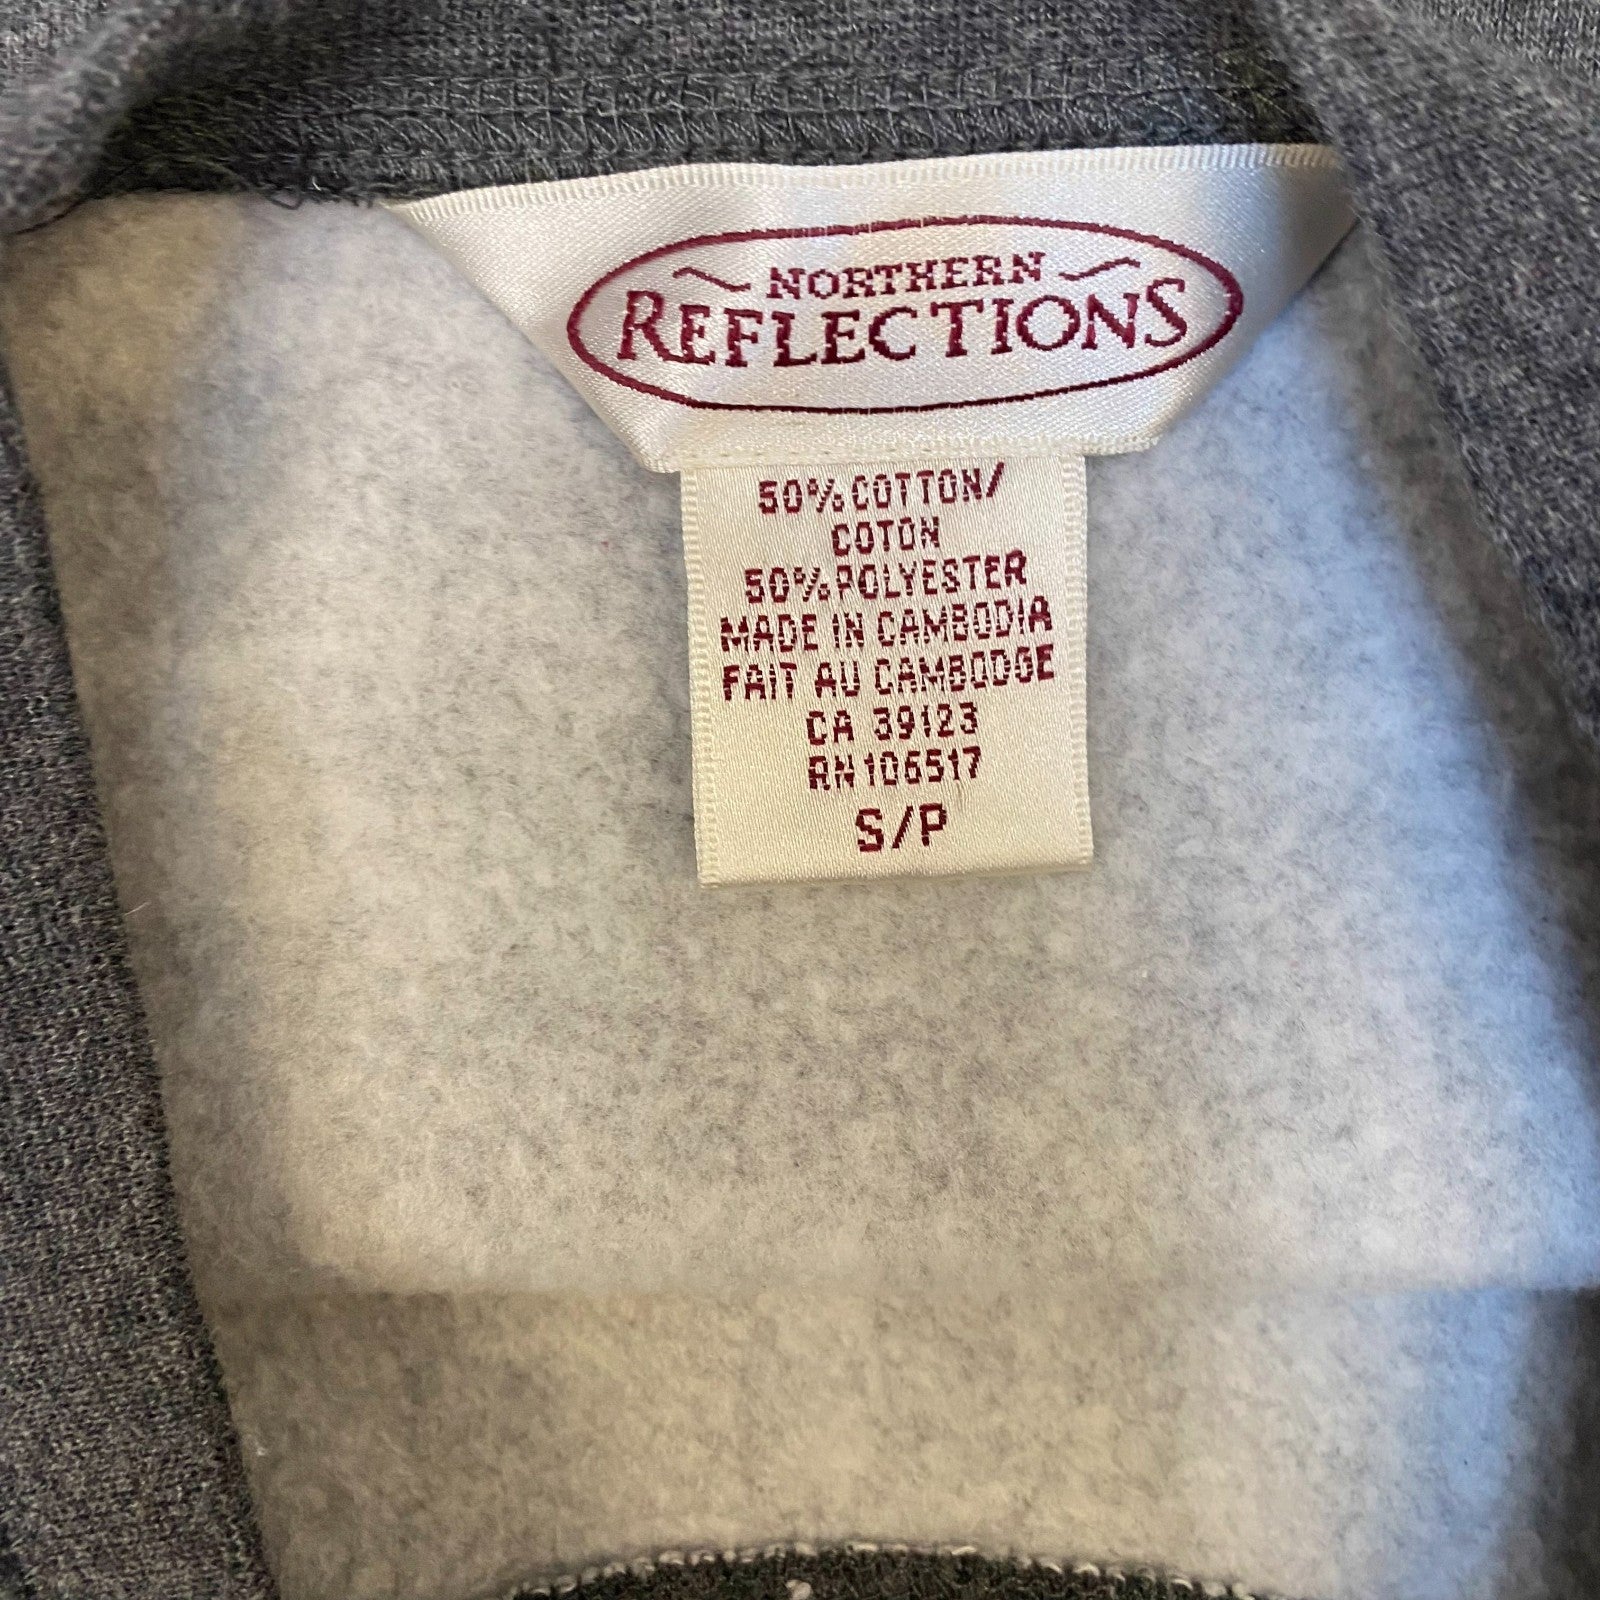 NORTHERN
REFLECTIONS
50% COTTON/
COTON
50% POLYESTER
MADE IN CAMBODIA
FAIT AU CAMBODGE
CA 39123
RN 106517
S/P